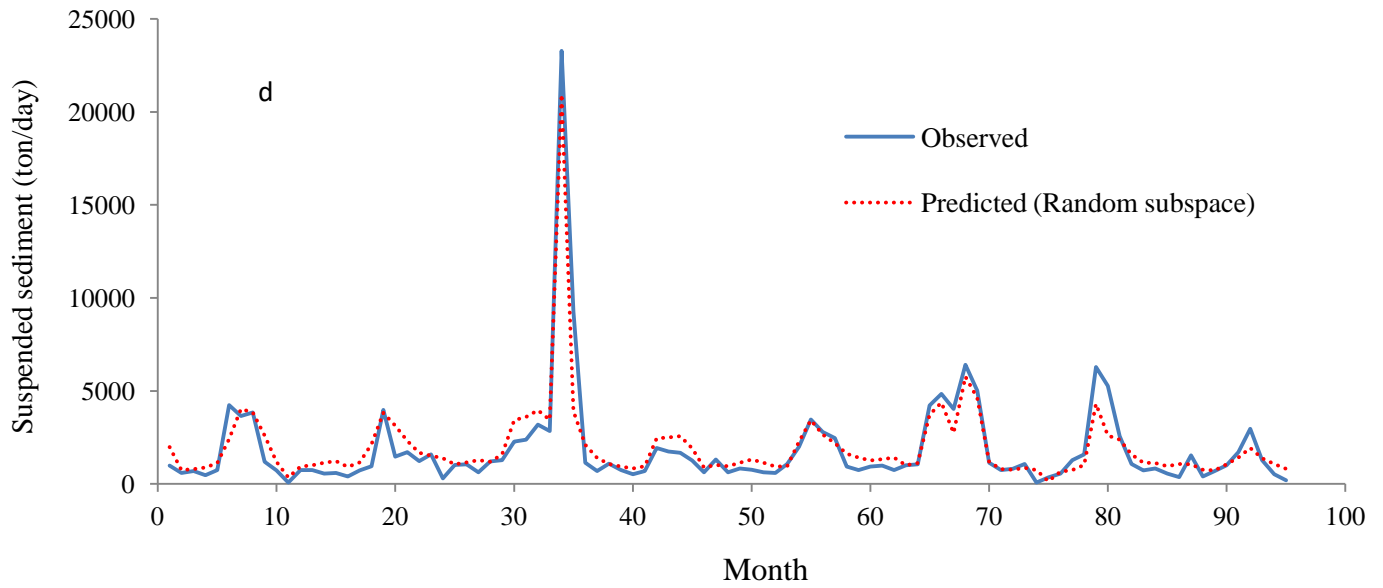 Suspended sediment (ton/day)
25000
20000
15000
10000
5000
0
d
Observed
Predicted (Random subspace)
0 10 20 30 40 50 60 70 80 90 100
Month